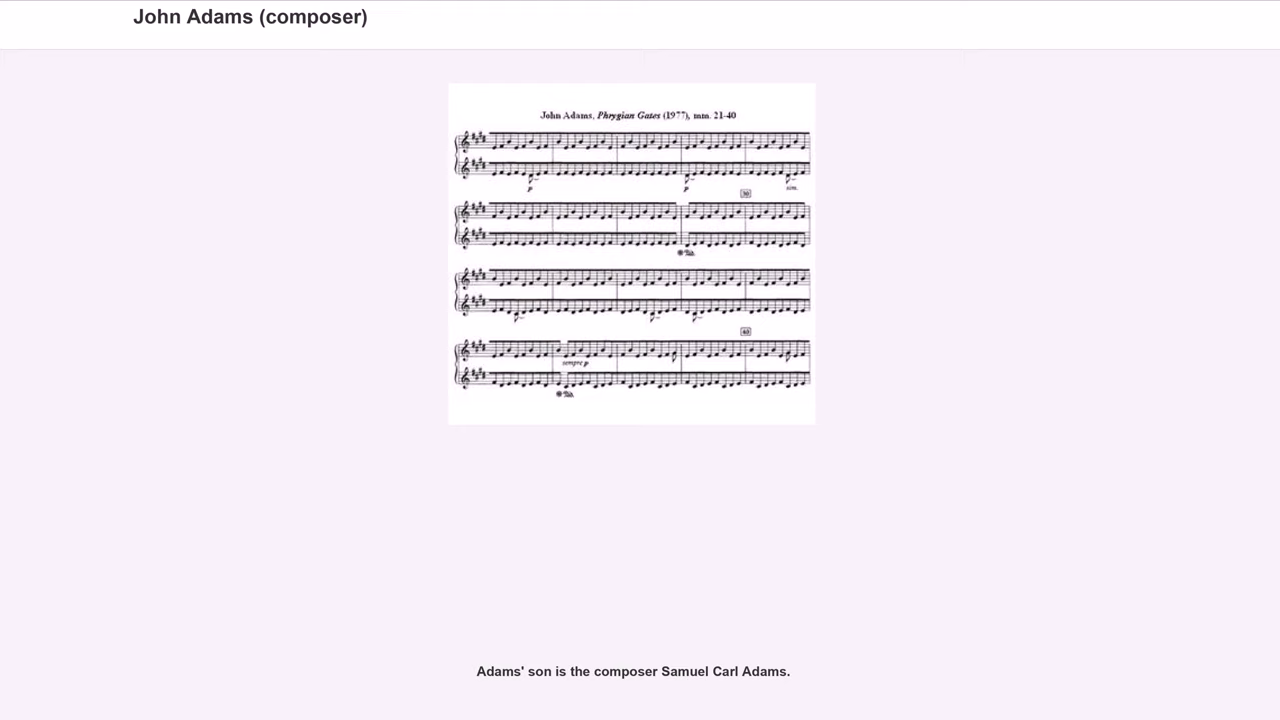 John Adams (composer)
John Adams, Phrygian Gates (1977), mm. 21-40
p
p
sim.
30
40
sempre p
Adams' son is the composer Samuel Carl Adams.